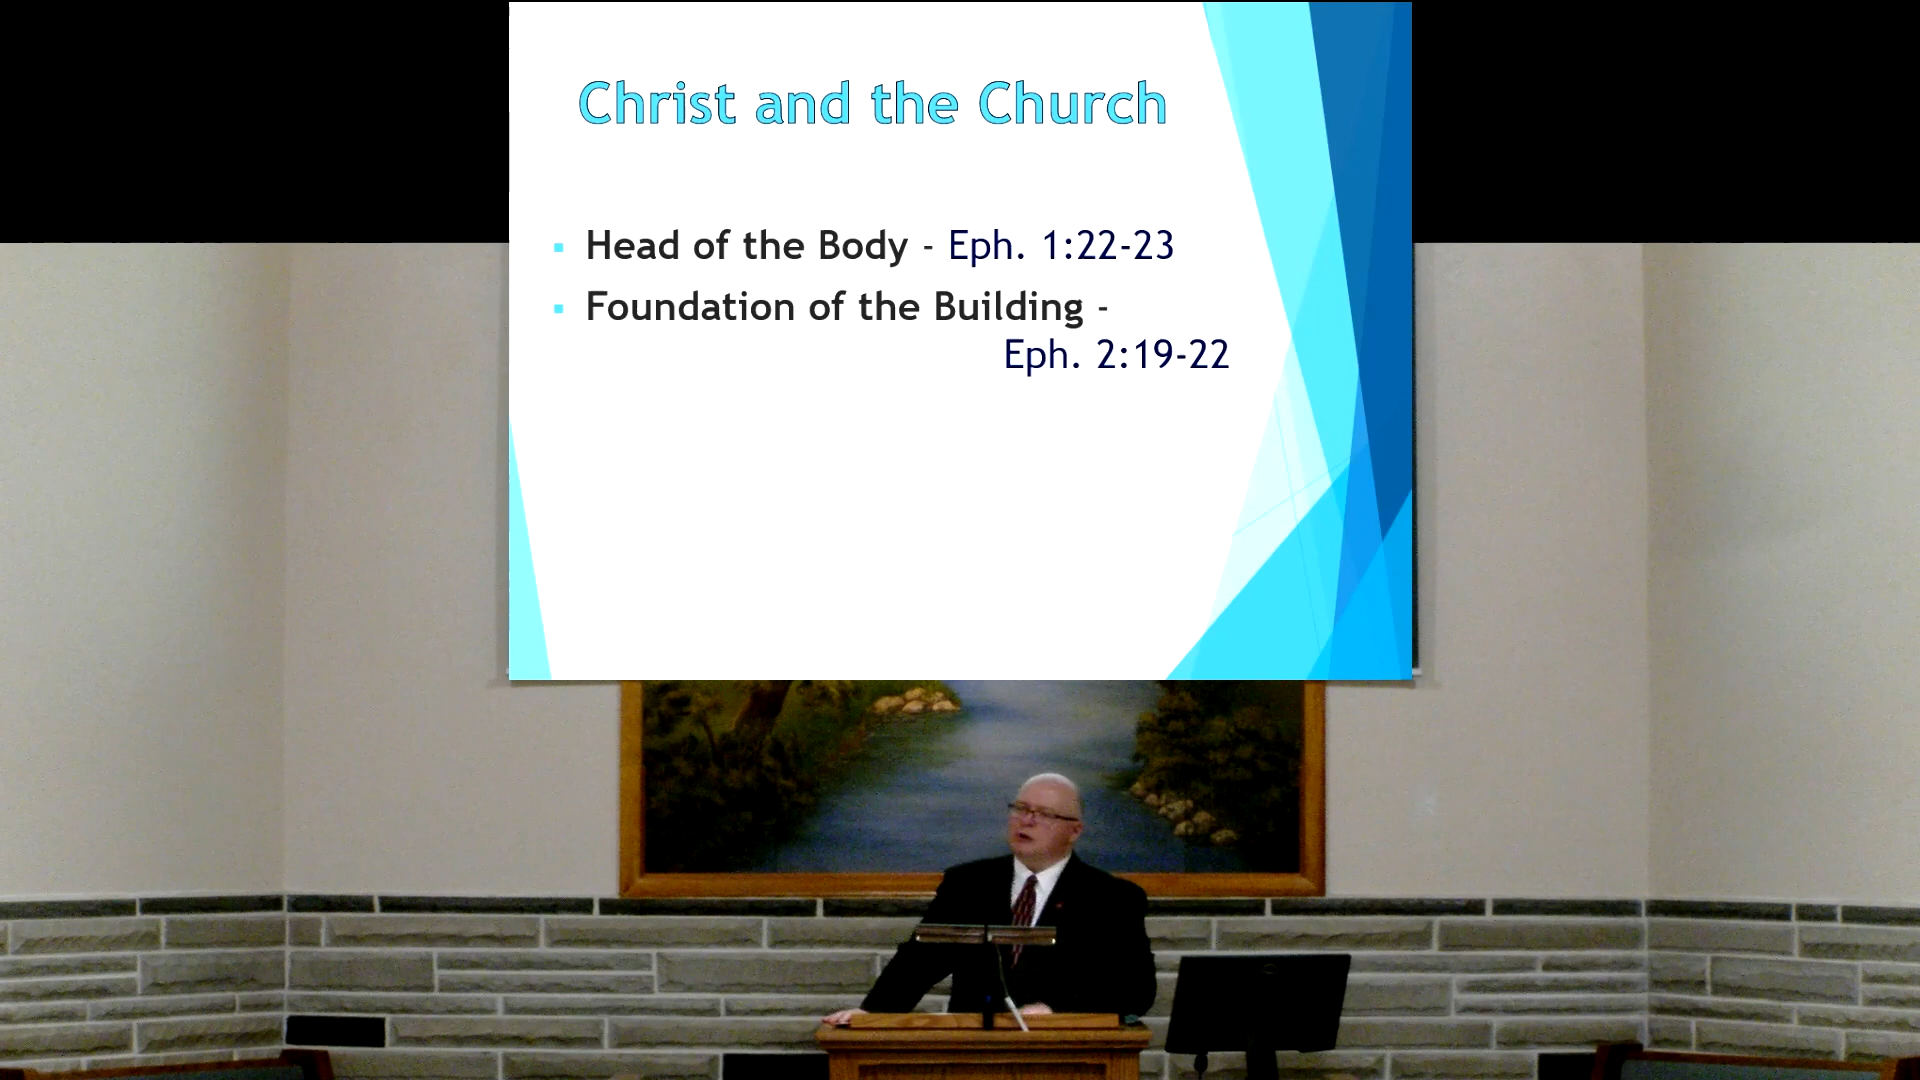 Christ and the Church
▪ Head of the Body - Eph. 1:22-23
▪ Foundation of the Building -
Eph. 2:19-22